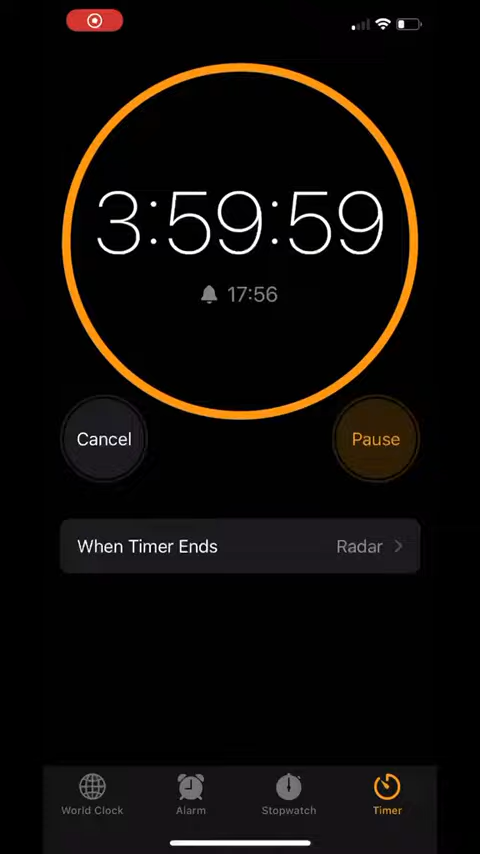 3:59:59
17:56
Cancel
Pause
When Timer Ends
Radar
World Clock
Alarm
Stopwatch
Timer